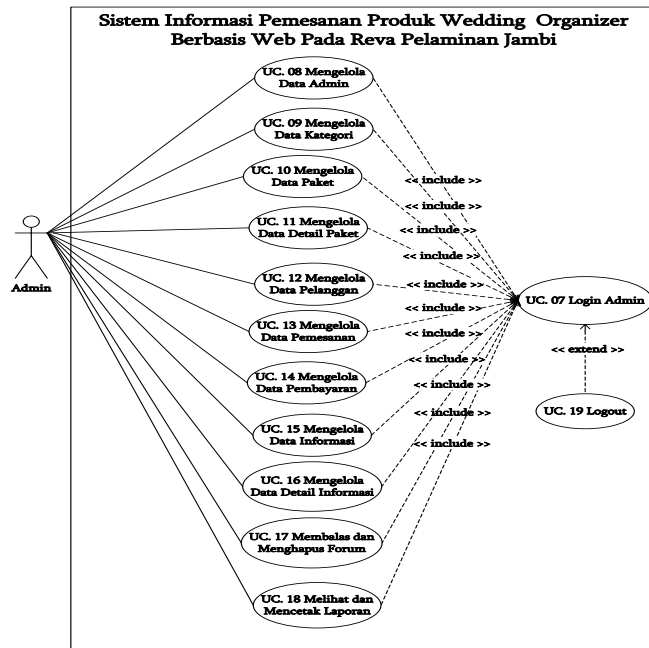 Sistem Informasi Pemesanan Produk Wedding Organizer
Berbasis Web Pada Reva Pelaminan Jambi
UC. 08 Mengelola
Data Admin
UC. 09 Mengelola
Data Kategori
UC. 10 Mengelola
Data Paket
<< include >>
<< include >>
UC. 11 Mengelola
Data Detail Paket
<< include >>
<< include >>
Admin
UC. 12 Mengelola
Data Pelanggan
<< include >>
UC. 07 Login Admin
<< include >>
UC. 13 Mengelola
Data Pemesanan
<< include >>
<< extend >>
<< include >>
UC. 14 Mengelola
Data Pembayaran
<< include >>
UC. 19 Logout
<< include >>
UC. 15 Mengelola
Data Informasi
<< include >>
UC. 16 Mengelola
Data Detail Informasi
UC. 17 Membalas dan
Menghapus Forum
UC. 18 Melihat dan
Mencetak Laporan